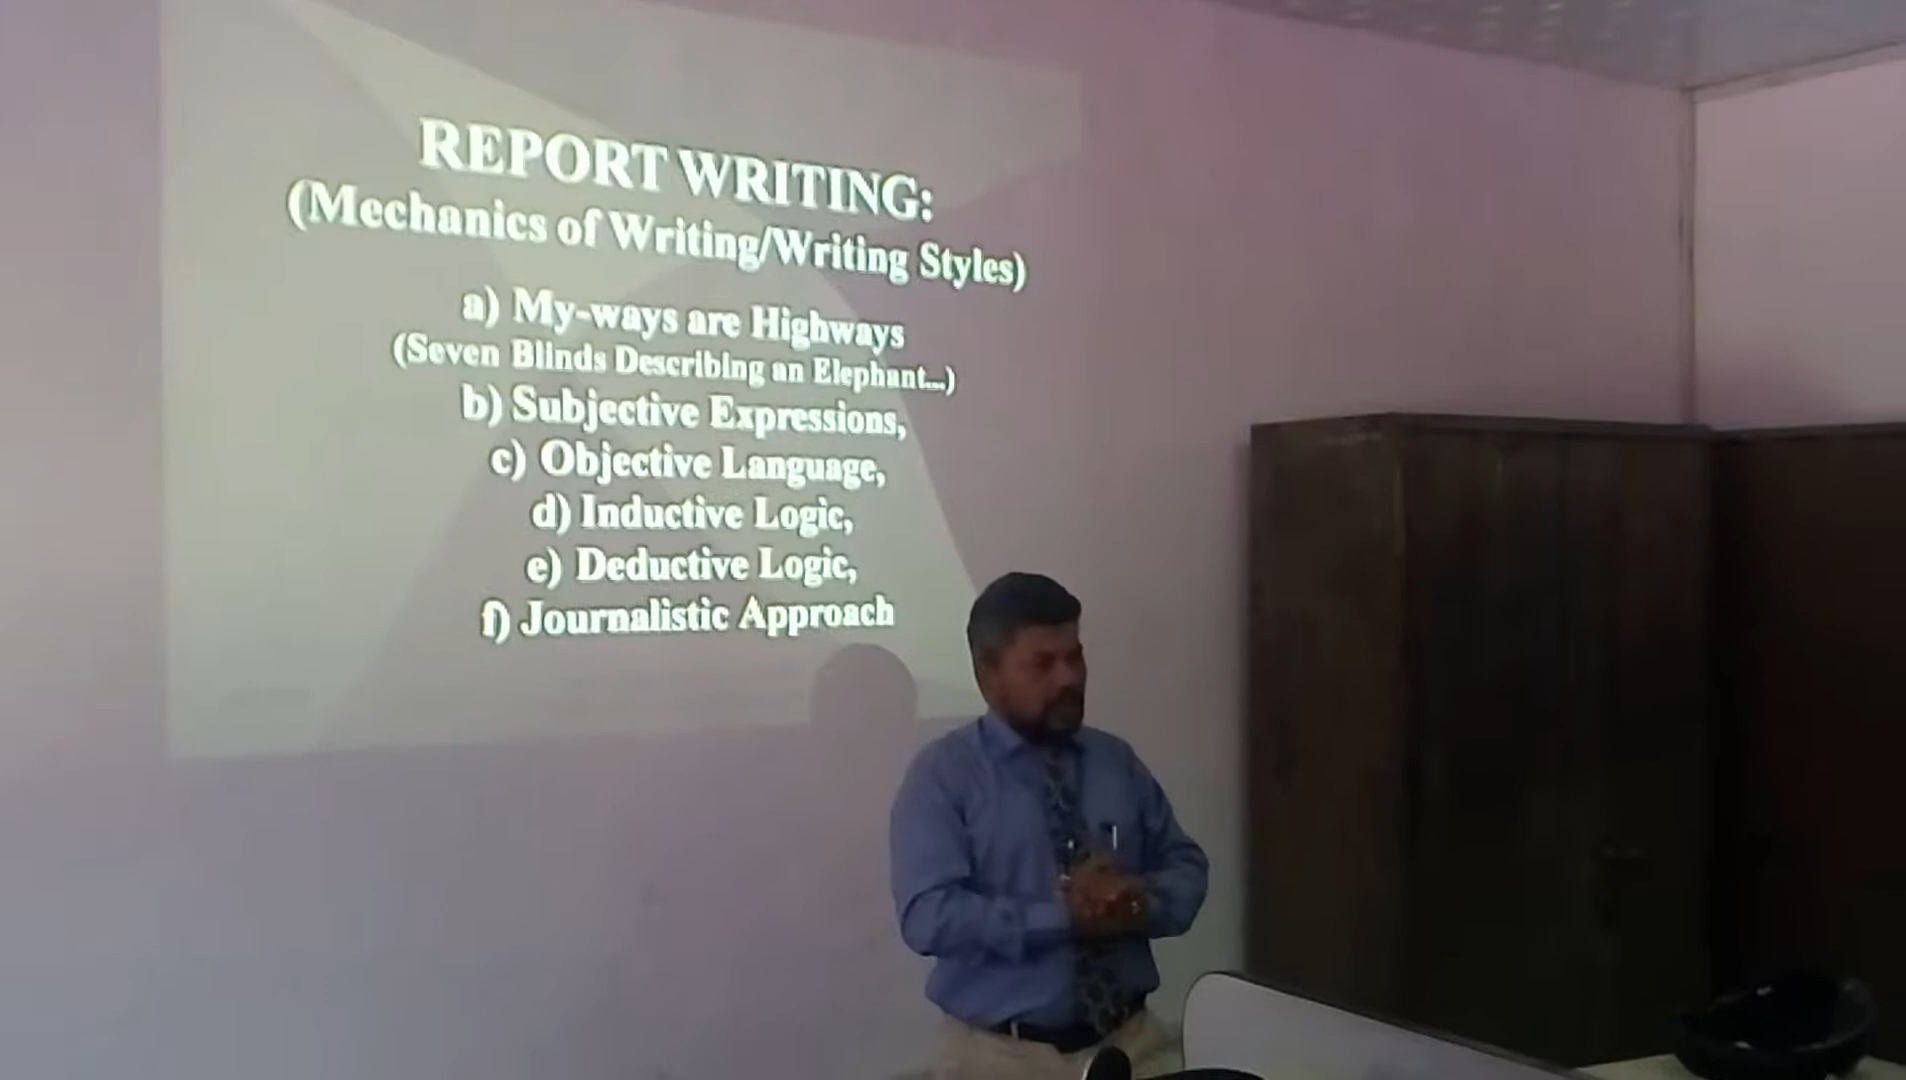 REPORT WRITING:
(Mechanics of Writing/Writing Styles)
a) My-ways are Highways
(Seven Blinds Describing an Elephant...)
b) Subjective Expressions,
c) Objective Language,
d) Inductive Logic,
e) Deductive Logic,
f) Journalistic Approach